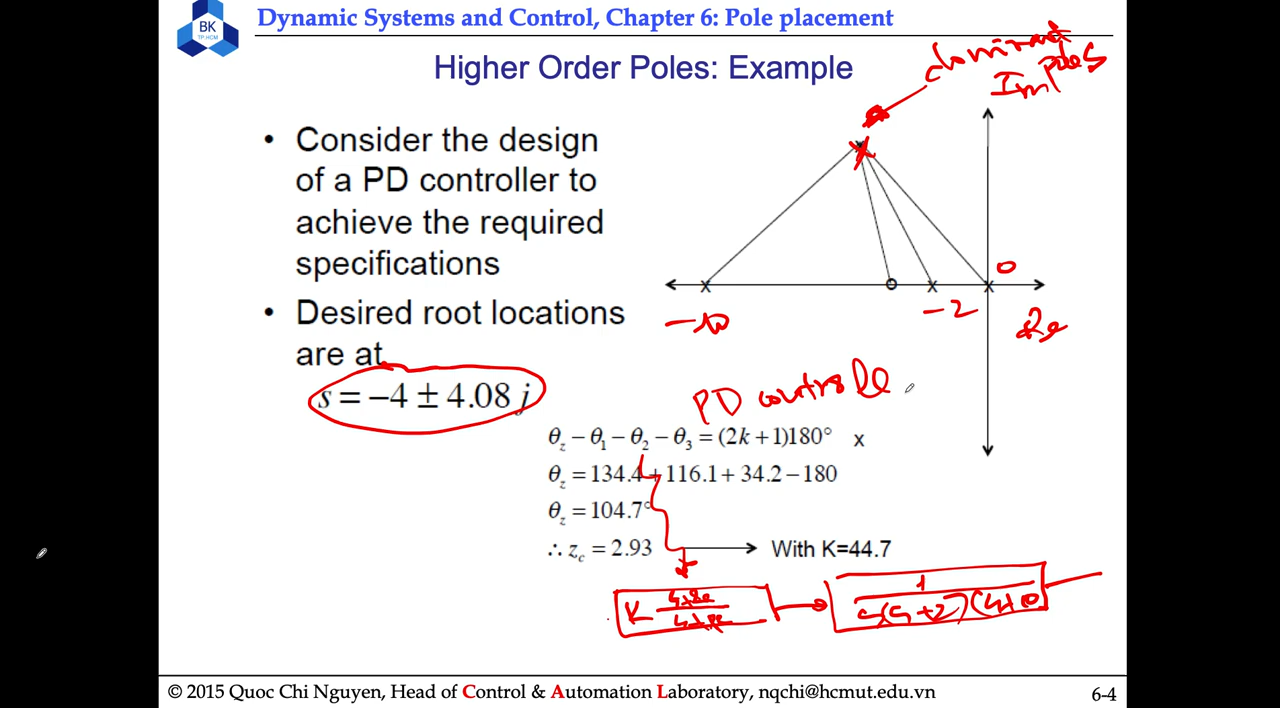 BK
TP.HCM
Dynamic Systems and Control, Chapter 6: Pole placement
Higher Order Poles: Example
dominant
poles
Im
• Consider the design
of a PD controller to
achieve the required
specifications
• Desired root locations
are at
s = −4 ± 4.08 j
x
o
x
x
0
−10
−2
Re
PD controlle
θz − θ1 − θ2 − θ3 = (2k + 1)180° x
θz = 134.4 + 116.1 + 34.2 − 180
θz = 104.7°
∴ zc = 2.93
With K=44.7
K
1
s(s+2)(s+10
© 2015 Quoc Chi Nguyen, Head of Control & Automation Laboratory, nqchi@hcmut.edu.vn
6-4